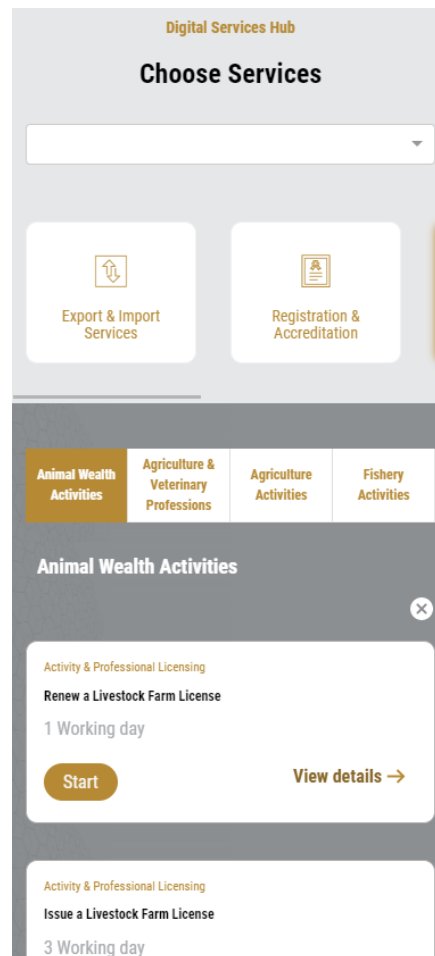 Digital Services Hub
Choose Services
Export & Import
Services
Registration &
Accreditation
Animal Wealth
Activities
Agriculture &
Veterinary
Professions
Agriculture
Activities
Fishery
Activities
Animal Wealth Activities
Activity & Professional Licensing
Renew a Livestock Farm License
1 Working day
Start
View details →
Activity & Professional Licensing
Issue a Livestock Farm License
3 Working day